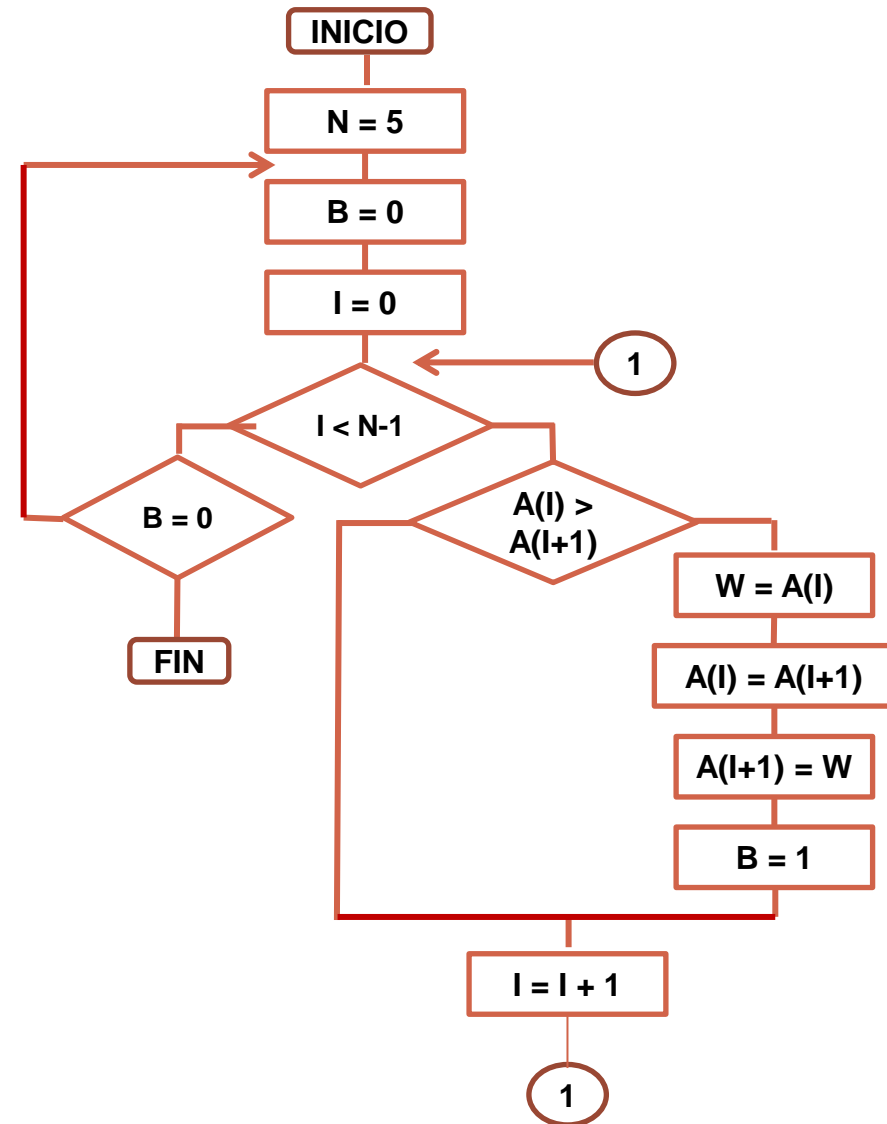 INICIO
N = 5
B = 0
I = 0
1
I < N-1
B = 0
FIN
A(I) >
A(I+1)
W = A(I)
A(I) = A(I+1)
A(I+1) = W
B = 1
I = I + 1
1